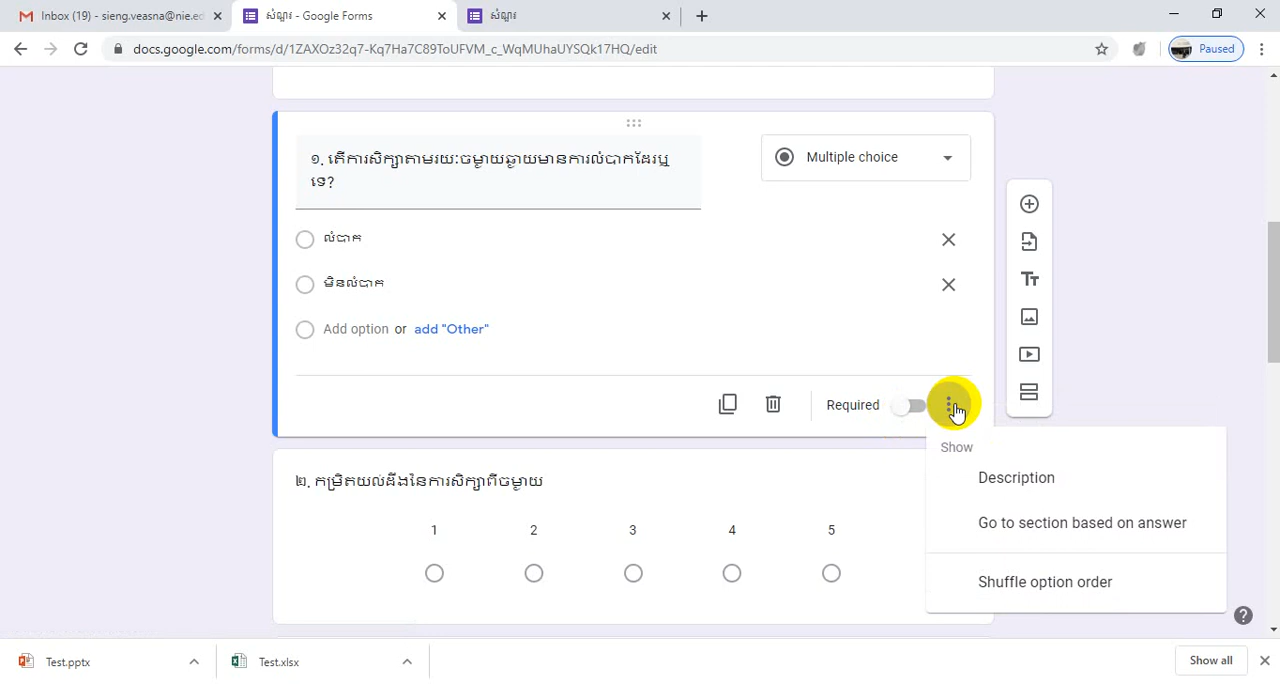 Inbox (19) - sieng.veasna@nie.ed
សំណួរ - Google Forms
សំណួរ
docs.google.com/forms/d/1ZAXOz32q7-Kq7Ha7C89ToUFVM_c_WqMUhaUYSQk17HQ/edit
Paused
១. តើការសិក្សាតាមរយៈចម្ងាយឆ្ងាយមានការលំបាកដែរឬ
ទេ?
Multiple choice
លំបាក
មិនលំបាក
Add option or add "Other"
Required
Show
Description
Go to section based on answer
Shuffle option order
២. កម្រិតយល់ដឹងនៃការសិក្សាពីចម្ងាយ
1 2 3 4 5
Test.pptx
Test.xlsx
Show all